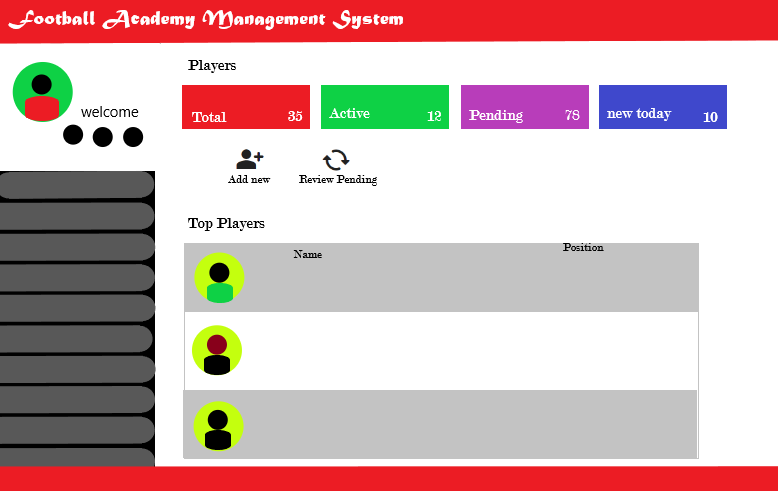 Football Academy Management System
Players
welcome
Total 35
Active 12
Pending 78
new today 10
Add new
Review Pending
Top Players
Name
Position